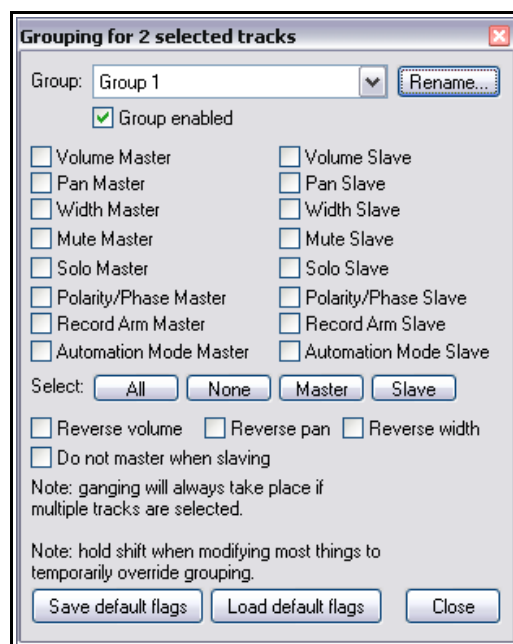 Grouping for 2 selected tracks
Group: Group 1 Rename...
Group enabled
Volume Master Volume Slave
Pan Master Pan Slave
Width Master Width Slave
Mute Master Mute Slave
Solo Master Solo Slave
Polarity/Phase Master Polarity/Phase Slave
Record Arm Master Record Arm Slave
Automation Mode Master Automation Mode Slave
Select: All None Master Slave
Reverse volume Reverse pan Reverse width
Do not master when slaving
Note: ganging will always take place if
multiple tracks are selected.
Note: hold shift when modifying most things to
temporarily override grouping.
Save default flags Load default flags Close